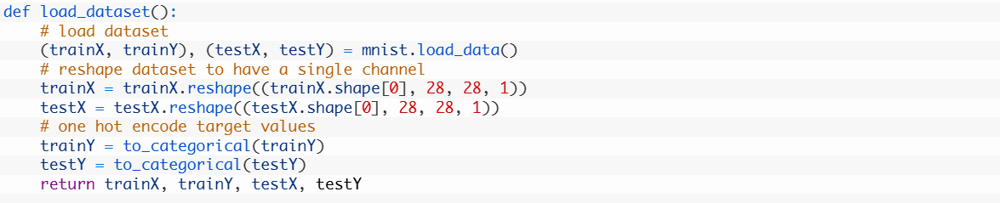 def load_dataset():
    # load dataset
    (trainX, trainY), (testX, testY) = mnist.load_data()
    # reshape dataset to have a single channel
    trainX = trainX.reshape((trainX.shape[0], 28, 28, 1))
    testX = testX.reshape((testX.shape[0], 28, 28, 1))
    # one hot encode target values
    trainY = to_categorical(trainY)
    testY = to_categorical(testY)
    return trainX, trainY, testX, testY